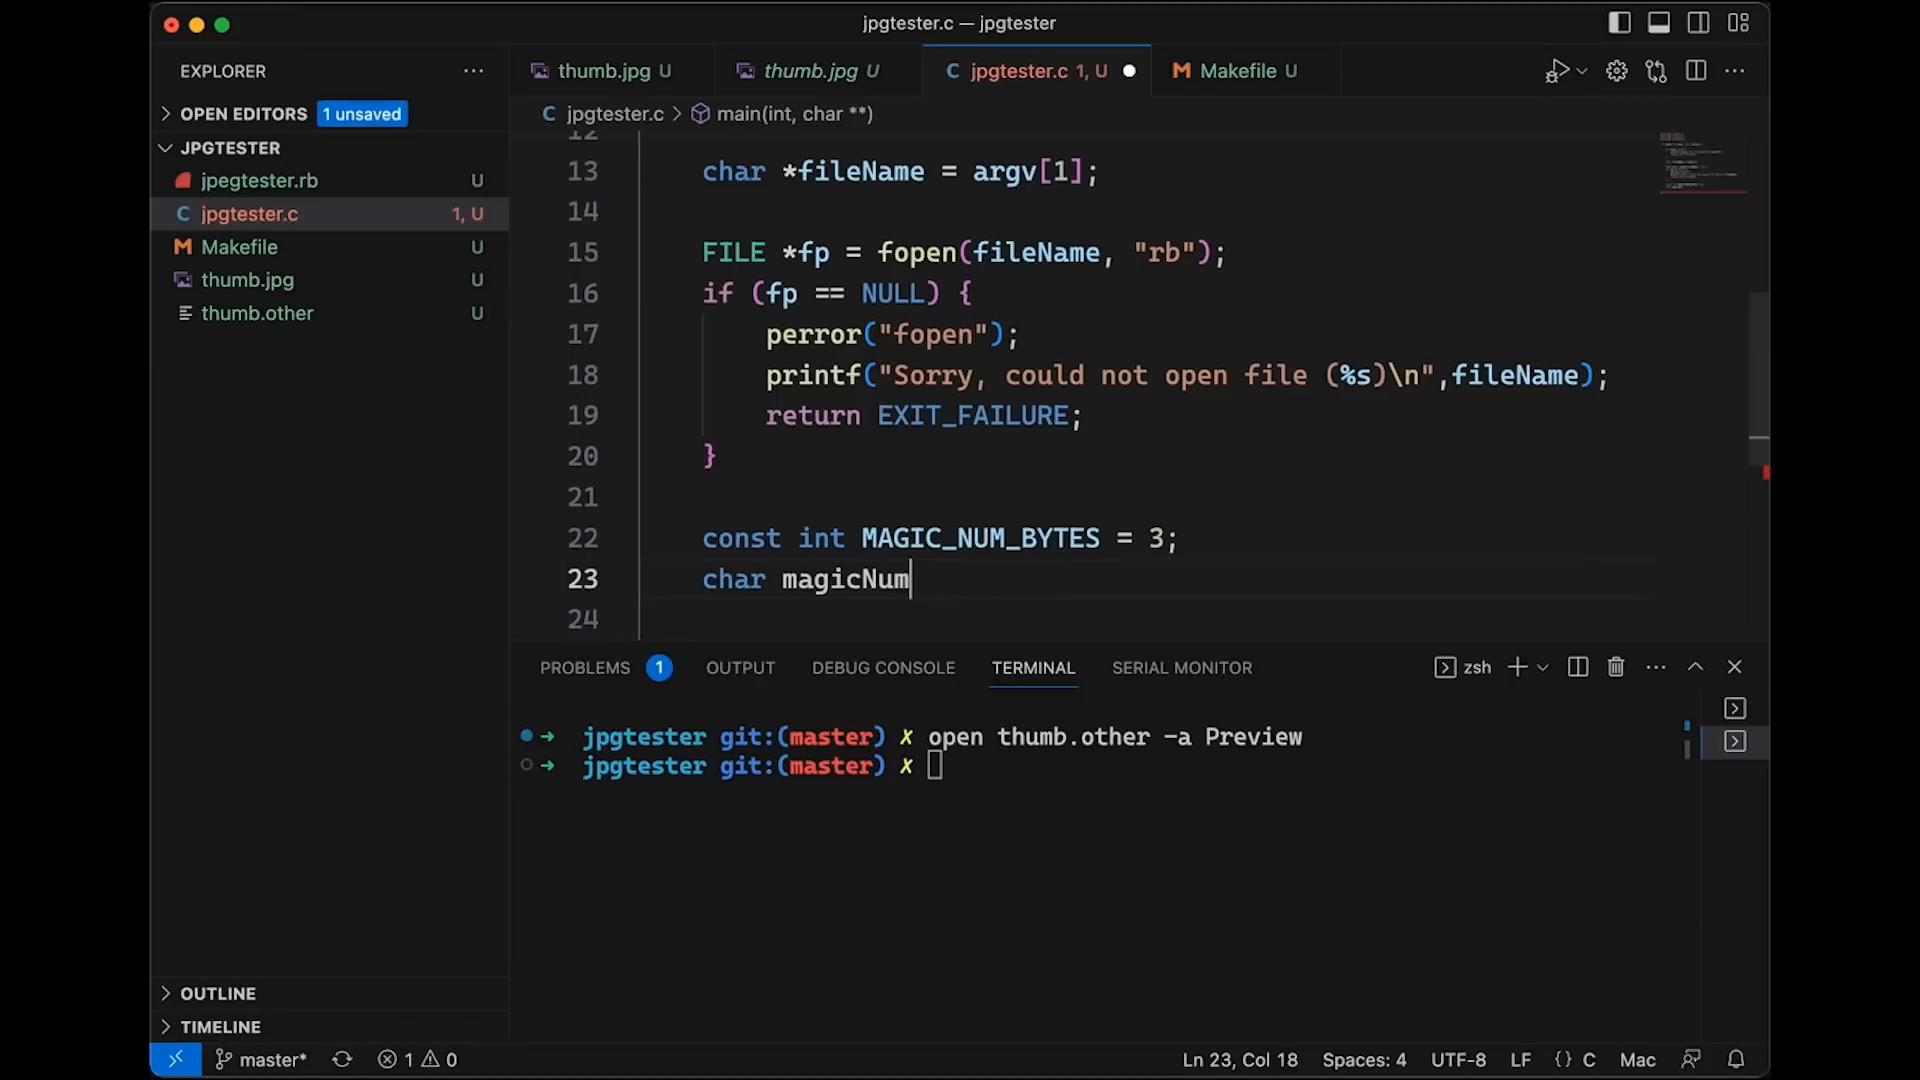 jpgtester.c — jpgtester
EXPLORER
OPEN EDITORS 1 unsaved
JPGTESTER
jpegtester.rb U
jpgtester.c 1, U
Makefile U
thumb.jpg U
thumb.other U
OUTLINE
TIMELINE
thumb.jpg U thumb.jpg U C jpgtester.c 1, U M Makefile U
C jpgtester.c > main(int, char **)
12
13 char *fileName = argv[1];
14
15 FILE *fp = fopen(fileName, "rb");
16 if (fp == NULL) {
17 perror("fopen");
18 printf("Sorry, could not open file (%s)\n",fileName);
19 return EXIT_FAILURE;
20 }
21
22 const int MAGIC_NUM_BYTES = 3;
23 char magicNum
24
PROBLEMS 1 OUTPUT DEBUG CONSOLE TERMINAL SERIAL MONITOR zsh
→ jpgtester git:(master) ✗ open thumb.other -a Preview
→ jpgtester git:(master) ✗
master* 1 0 Ln 23, Col 18 Spaces: 4 UTF-8 LF {} C Mac